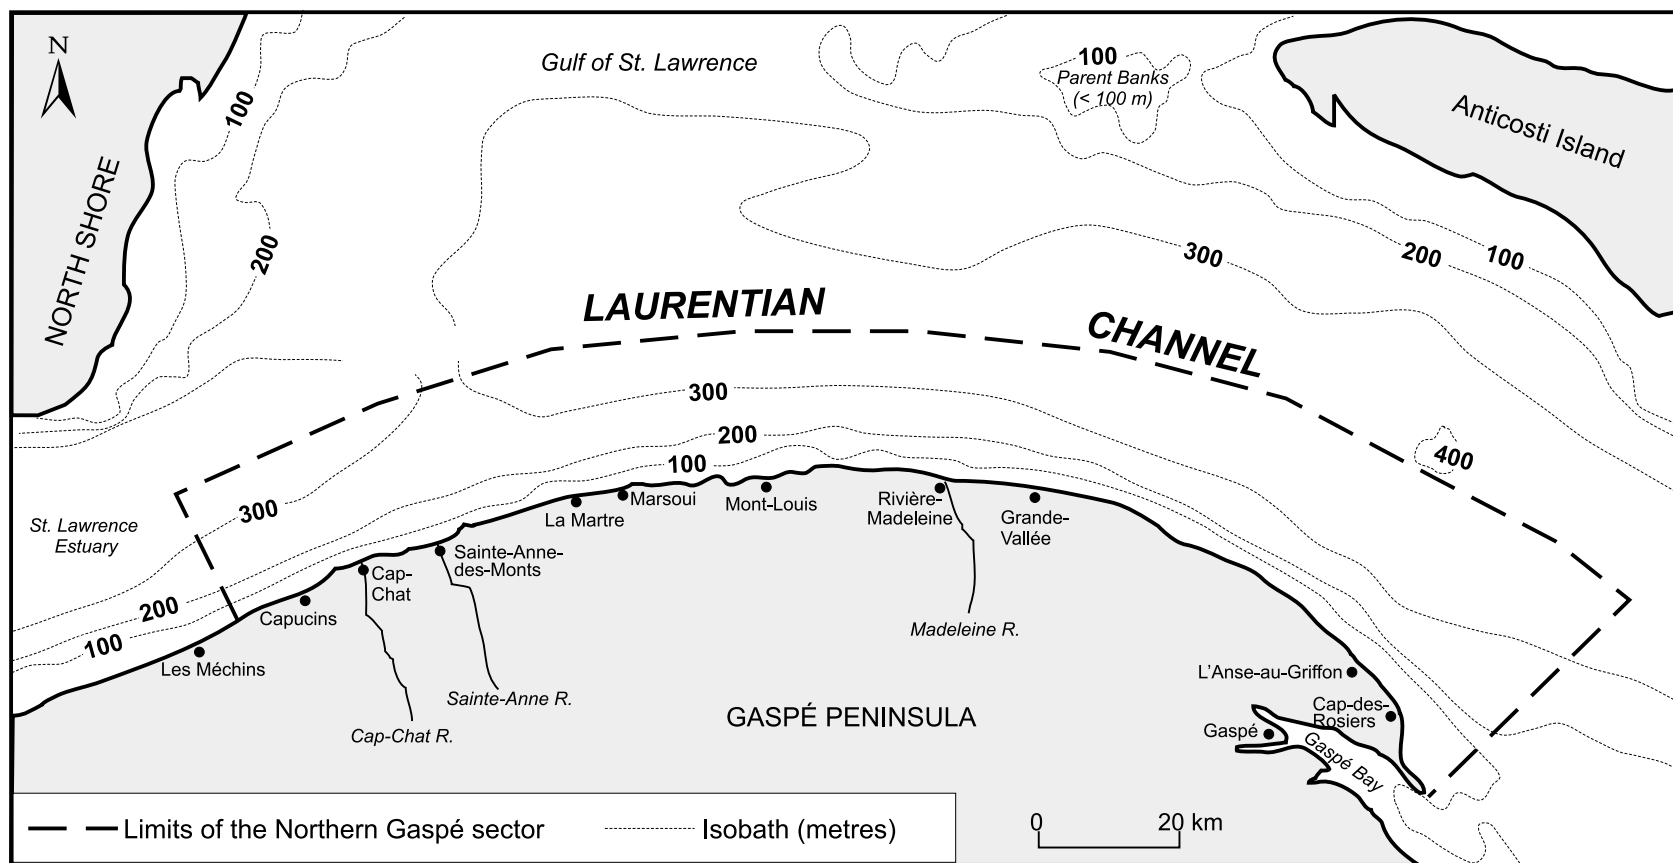 N
Gulf of St. Lawrence
100
Parent Banks
(< 100 m)
100
Anticosti Island
NORTH SHORE
200
300
200
100
LAURENTIAN
CHANNEL
300
200
100
400
St. Lawrence
Estuary
300
200
100
Les Méchins
Capucins
Cap-
Chat
Sainte-Anne-
des-Monts
La Martre
Marsoui
Mont-Louis
Rivière-
Madeleine
Grande-
Vallée
Madeleine R.
Sainte-Anne R.
Cap-Chat R.
GASPÉ PENINSULA
L'Anse-au-Griffon
Cap-des-
Rosiers
Gaspé
Gaspé Bay
Limits of the Northern Gaspé sector
Isobath (metres)
0
20 km